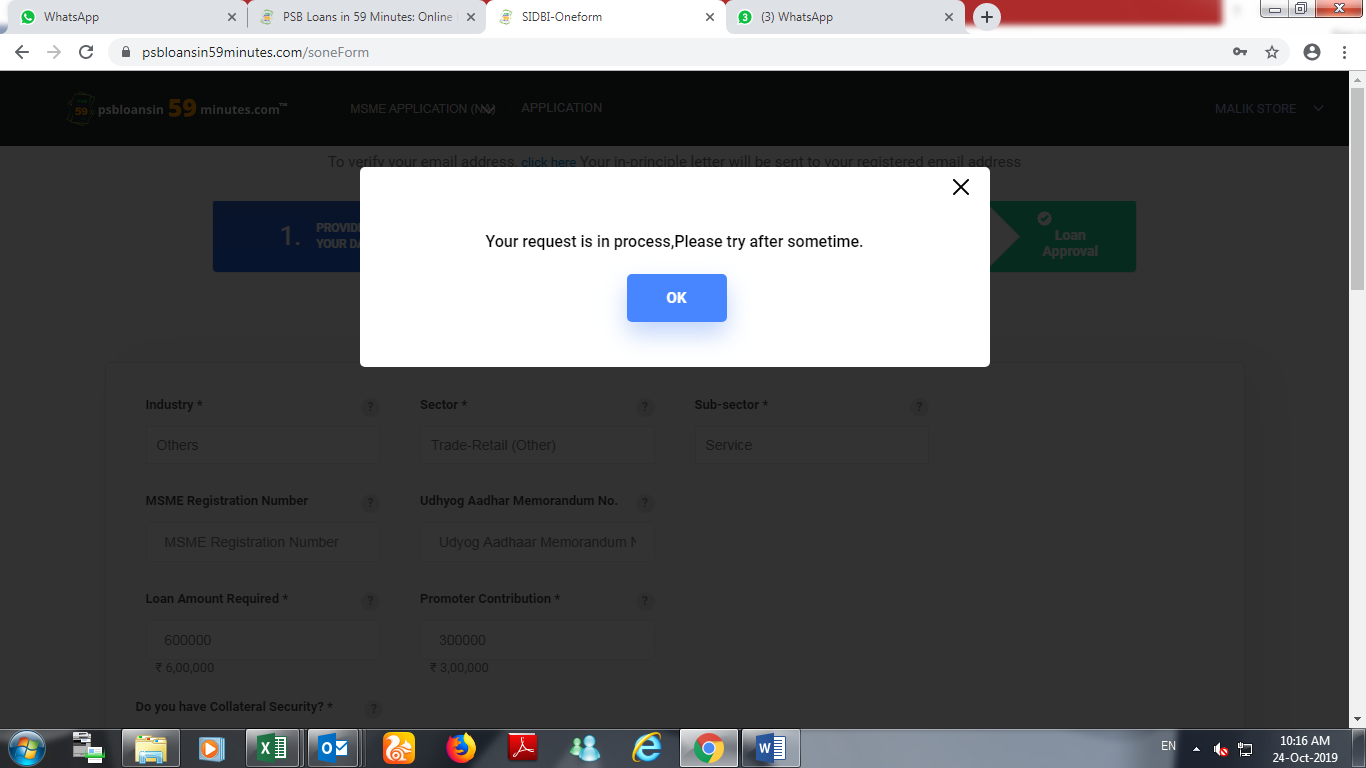 WhatsApp
PSB Loans in 59 Minutes: Online
SIDBI-Oneform
3
(3) WhatsApp
psbloansin59minutes.com/soneForm
59
psbloansin 59 minutes.com™
MSME APPLICATION (N
APPLICATION
MALIK STORE
To verify your email address, click here Your in-principle letter will be sent to your registered email address
1.
PROVIDE
YOUR DA
Loan
Approval
Your request is in process,Please try after sometime.
OK
Industry * ?
Sector * ?
Sub-sector * ?
Others
Trade-Retail (Other)
Service
MSME Registration Number ?
Udhyog Aadhar Memorandum No. ?
MSME Registration Number
Udyog Aadhaar Memorandum N
Loan Amount Required * ?
Promoter Contribution * ?
600000
300000
₹ 6,00,000
₹ 3,00,000
Do you have Collateral Security? * ?
EN
10:16 AM
24-Oct-2019